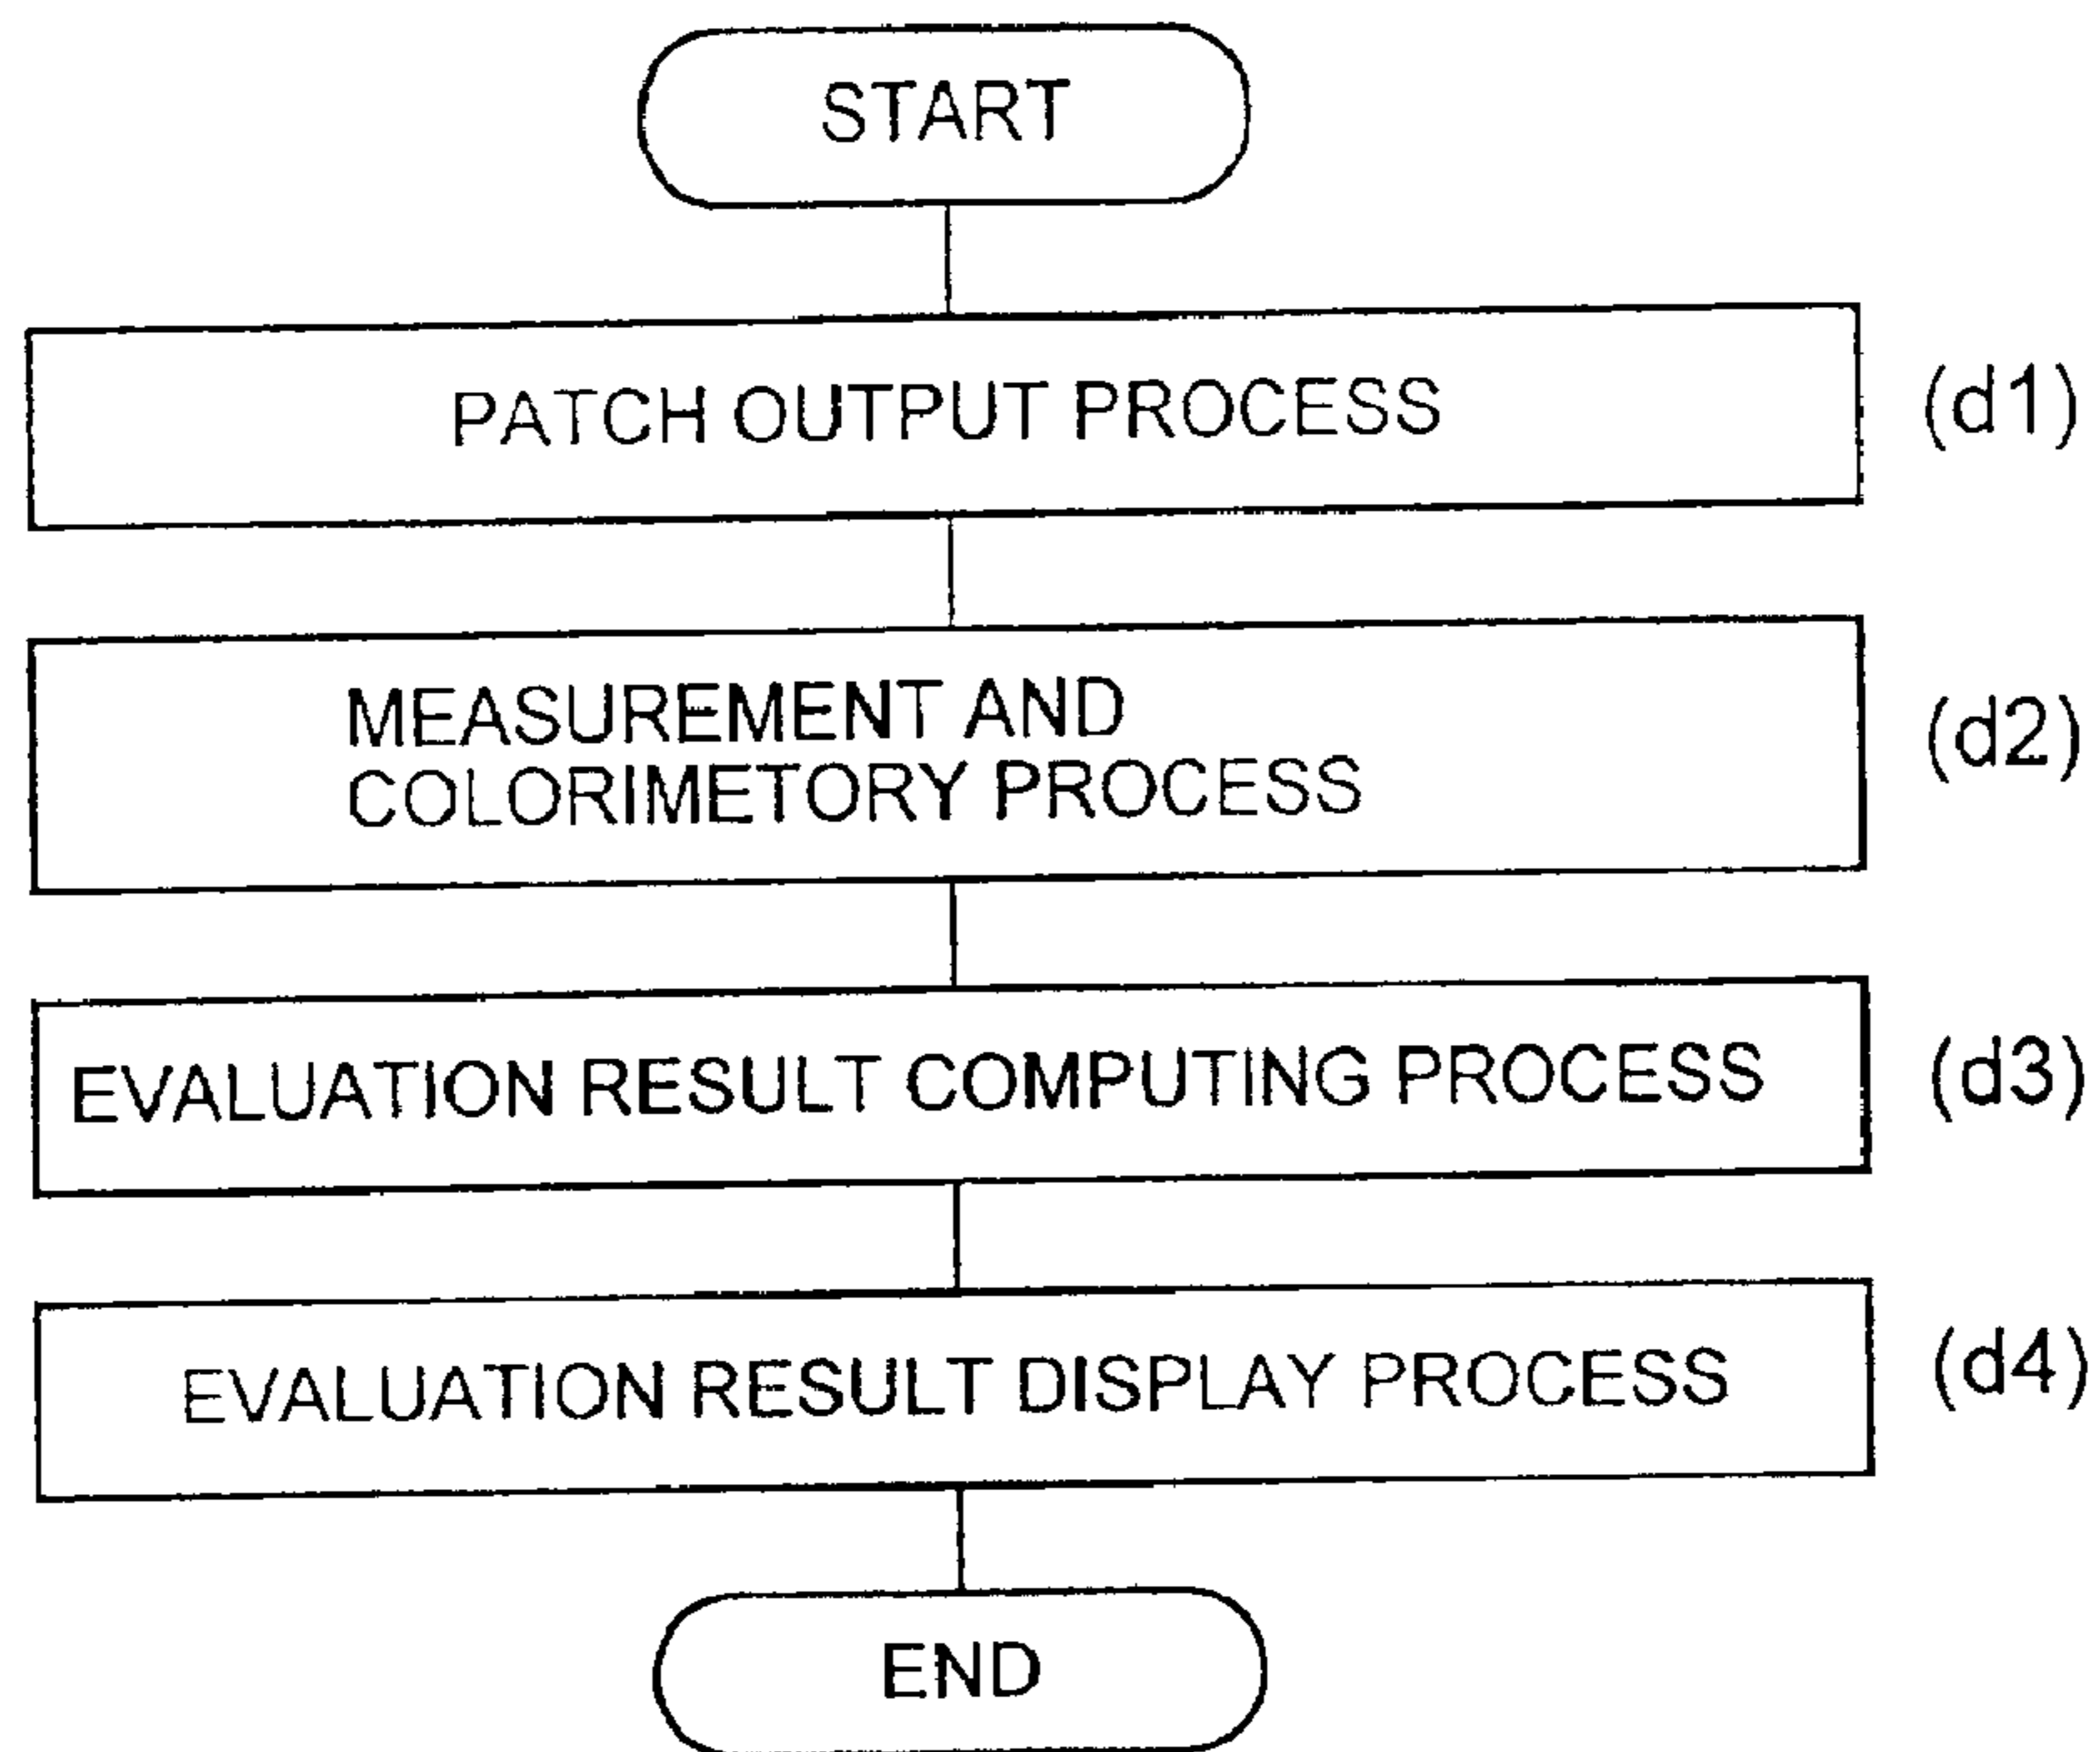 START
PATCH OUTPUT PROCESS (d1)
MEASUREMENT AND
COLORIMETORY PROCESS (d2)
EVALUATION RESULT COMPUTING PROCESS (d3)
EVALUATION RESULT DISPLAY PROCESS (d4)
END